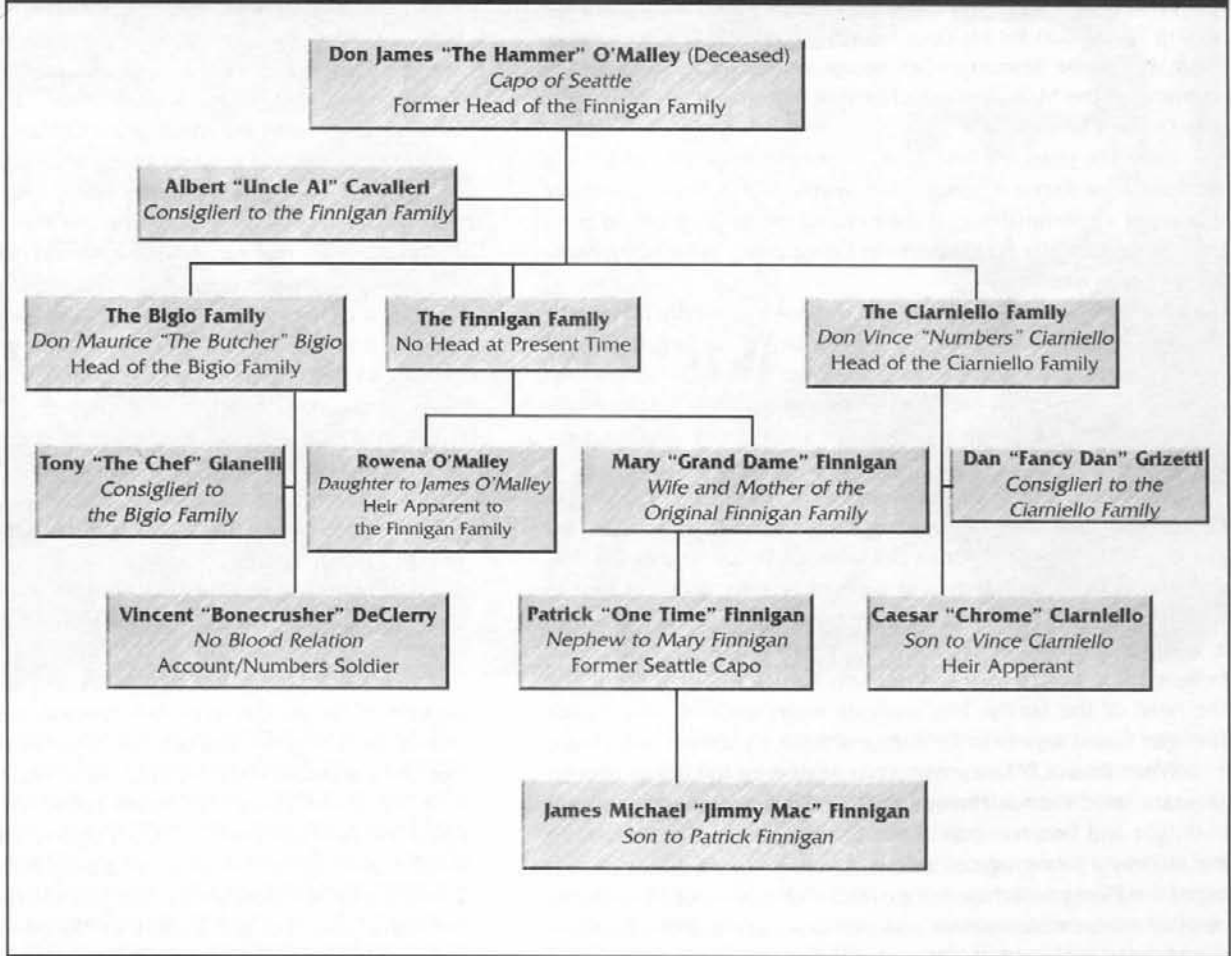 Don James "The Hammer" O'Malley (Deceased)
Capo of Seattle
Former Head of the Finnigan Family
Albert "Uncle Al" Cavalieri
Consiglieri to the Finnigan Family
The Bigio Family
Don Maurice "The Butcher" Bigio
Head of the Bigio Family
The Finnigan Family
No Head at Present Time
The Ciarniello Family
Don Vince "Numbers" Ciarniello
Head of the Ciarniello Family
Tony "The Chef" Gianelli
Consiglieri to
the Bigio Family
Rowena O'Malley
Daughter to James O'Malley
Heir Apparent to
the Finnigan Family
Mary "Grand Dame" Finnigan
Wife and Mother of the
Original Finnigan Family
Dan "Fancy Dan" Grizetti
Consiglieri to the
Ciarniello Family
Vincent "Bonecrusher" DeClerry
No Blood Relation
Account/Numbers Soldier
Patrick "One Time" Finnigan
Nephew to Mary Finnigan
Former Seattle Capo
Caesar "Chrome" Ciarniello
Son to Vince Ciarniello
Heir Apperant
James Michael "Jimmy Mac" Finnigan
Son to Patrick Finnigan